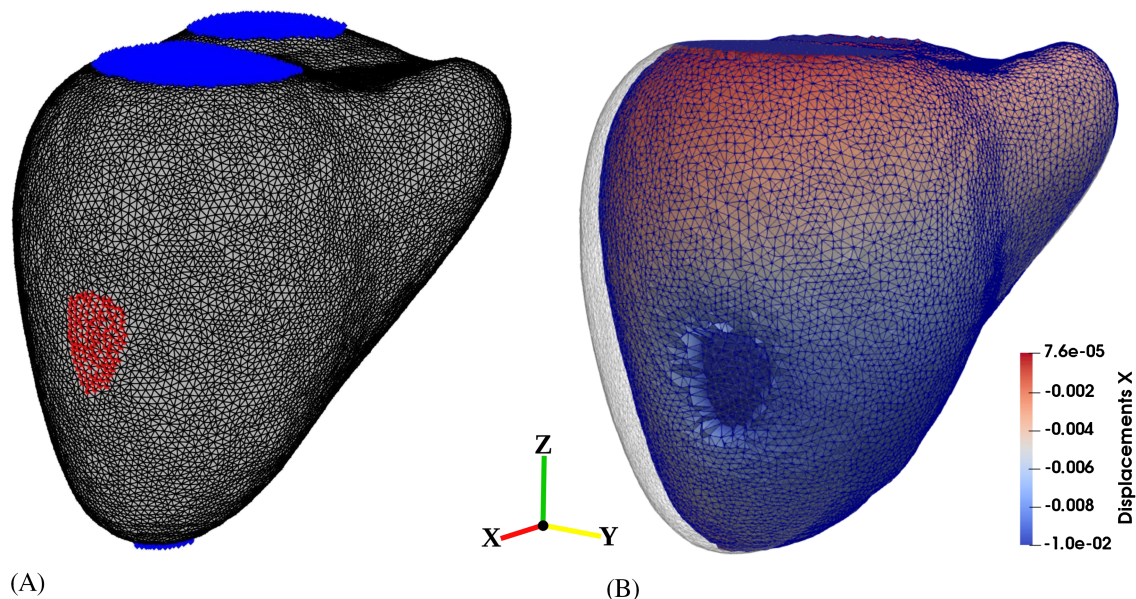 Z
X
Y
7.6e-05
-0.002
-0.004
-0.006
-0.008
-1.0e-02
Displacements X
(A)
(B)